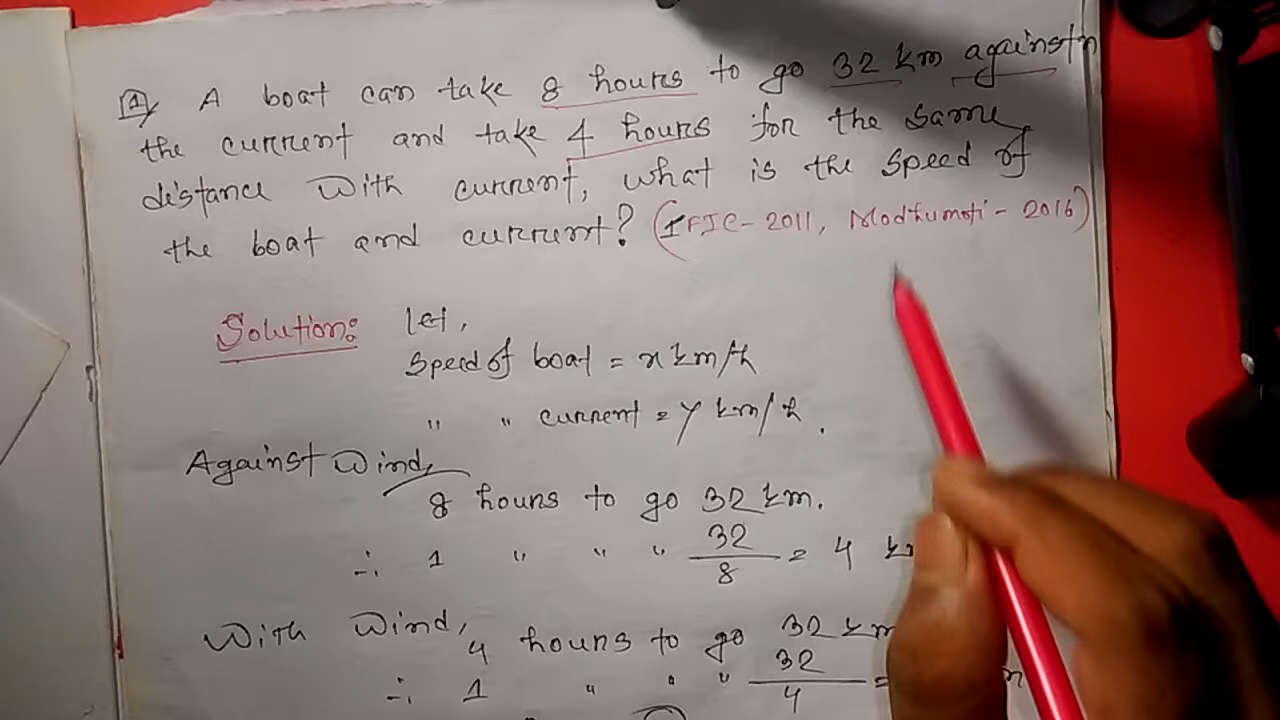 1) A boat can take 8 hours to go 32 km against
the current and take 4 hours for the same
distance with current, what is the speed of
the boat and current? (IFIC-2011, Modhumoti-2016)
Solution: let,
Speed of boat = x km/h
" " current = y km/h.
Against wind,
8 hours to go 32 km.
∴ 1 " " " 32/8 = 4
With wind,
4 hours to go 32 km
∴ 1 " " " 32/4 =